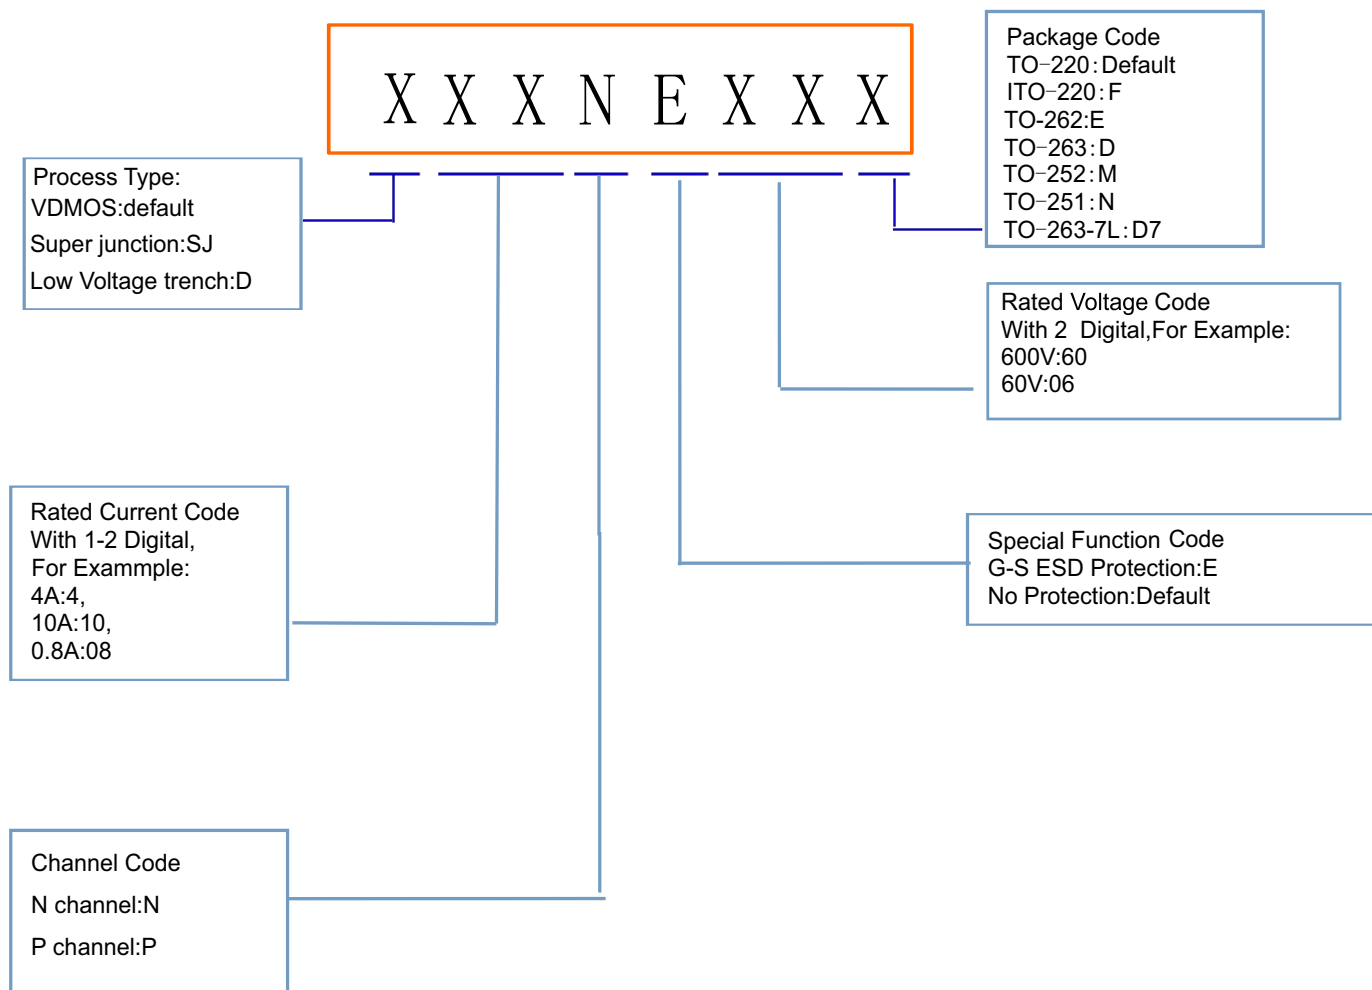 X X X N E X X X
Package Code
TO-220:Default
ITO-220:F
TO-262:E
TO-263:D
TO-252:M
TO-251:N
TO-263-7L:D7
Process Type:
VDMOS:default
Super junction:SJ
Low Voltage trench:D
Rated Voltage Code
With 2 Digital,For Example:
600V:60
60V:06
Rated Current Code
With 1-2 Digital,
For Exammple:
4A:4,
10A:10,
0.8A:08
Special Function Code
G-S ESD Protection:E
No Protection:Default
Channel Code
N channel:N
P channel:P